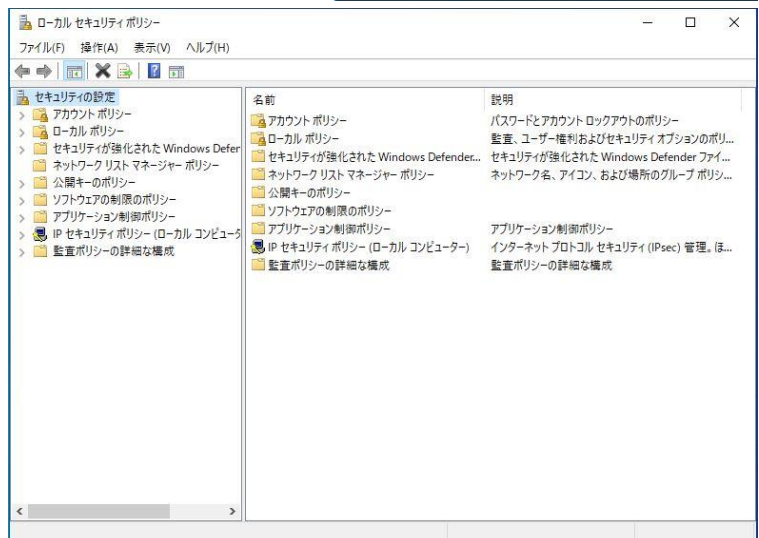 ローカル セキュリティ ポリシー
ファイル(F) 操作(A) 表示(V) ヘルプ(H)
セキュリティの設定
アカウント ポリシー
ローカル ポリシー
セキュリティが強化された Windows Defer
ネットワーク リスト マネージャー ポリシー
公開キーのポリシー
ソフトウェアの制限のポリシー
アプリケーション制御ポリシー
IP セキュリティ ポリシー (ローカル コンピュータ
監査ポリシーの詳細な構成
名前 説明
アカウント ポリシー パスワードとアカウント ロックアウトのポリシー
ローカル ポリシー 監査、ユーザー権利およびセキュリティ オプションのポリ...
セキュリティが強化された Windows Defender... セキュリティが強化された Windows Defender ファイ...
ネットワーク リスト マネージャー ポリシー ネットワーク名、アイコン、および場所のグループ ポリシ...
公開キーのポリシー
ソフトウェアの制限のポリシー
アプリケーション制御ポリシー アプリケーション制御ポリシー
IP セキュリティ ポリシー (ローカル コンピューター) インターネット プロトコル セキュリティ (IPsec) 管理。ほ...
監査ポリシーの詳細な構成 監査ポリシーの詳細な構成